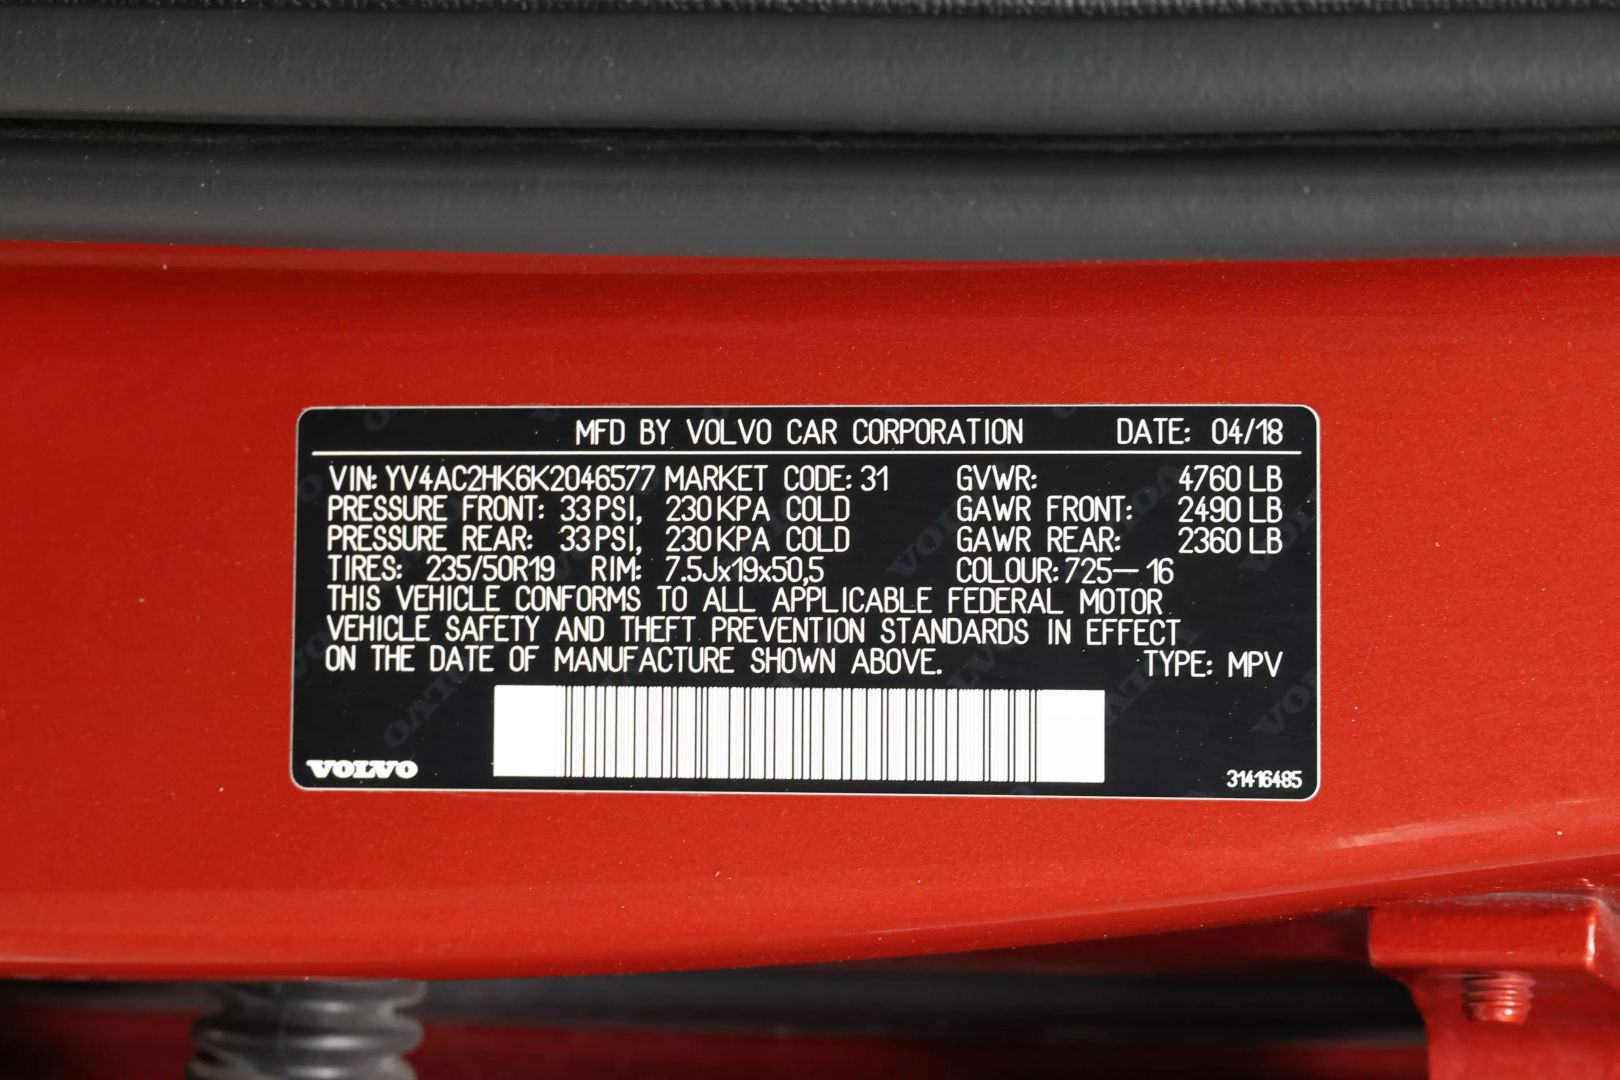 MFD BY VOLVO CAR CORPORATION DATE: 04/18
VIN: YV4AC2HK6K2046577 MARKET CODE: 31 GVWR: 4760 LB
PRESSURE FRONT: 33 PSI, 230 KPA COLD GAWR FRONT: 2490 LB
PRESSURE REAR: 33 PSI, 230 KPA COLD GAWR REAR: 2360 LB
TIRES: 235/50R19 RIM: 7.5Jx19x50,5 COLOUR: 725-16
THIS VEHICLE CONFORMS TO ALL APPLICABLE FEDERAL MOTOR
VEHICLE SAFETY AND THEFT PREVENTION STANDARDS IN EFFECT
ON THE DATE OF MANUFACTURE SHOWN ABOVE. TYPE: MPV
VOLVO 31416485